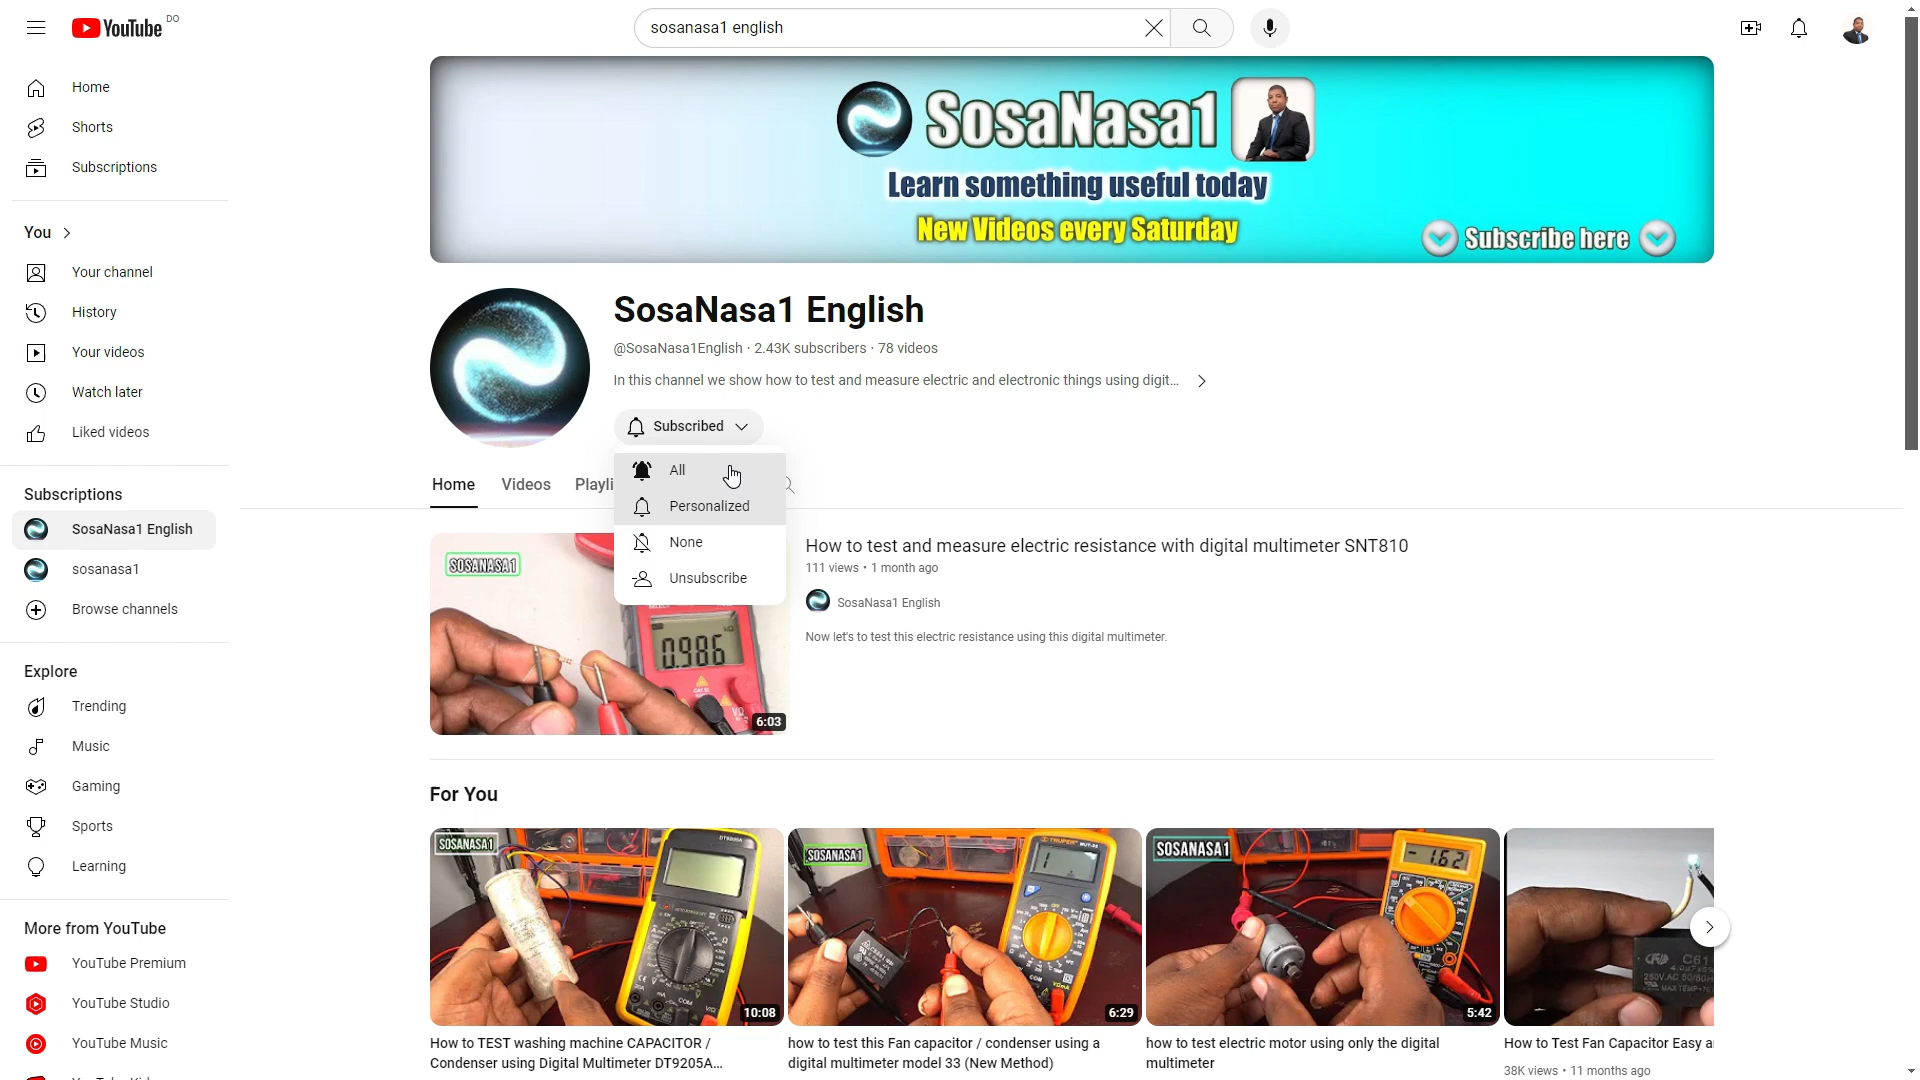 YouTube DO
sosanasa1 english
Home
Shorts
Subscriptions
You
Your channel
History
Your videos
Watch later
Liked videos
Subscriptions
SosaNasa1 English
sosanasa1
Browse channels
Explore
Trending
Music
Gaming
Sports
Learning
More from YouTube
YouTube Premium
YouTube Studio
YouTube Music
SosaNasa1
Learn something useful today
New Videos every Saturday
Subscribe here
SosaNasa1 English
@SosaNasa1English · 2.43K subscribers · 78 videos
In this channel we show how to test and measure electric and electronic things using digit...
Subscribed
All
Personalized
None
Unsubscribe
Home Videos Playli
SOSANASA1
0.986
6:03
How to test and measure electric resistance with digital multimeter SNT810
111 views • 1 month ago
SosaNasa1 English
Now let's to test this electric resistance using this digital multimeter.
For You
SOSANASA1
DT9205A
10:08
How to TEST washing machine CAPACITOR /
Condenser using Digital Multimeter DT9205A...
SOSANASA1
TRUPER MUT-33
1
6:29
how to test this Fan capacitor / condenser using a
digital multimeter model 33 (New Method)
SOSANASA1
-1.62
5:42
how to test electric motor using only the digital
multimeter
C61
How to Test Fan Capacitor Easy a
38K views • 11 months ago